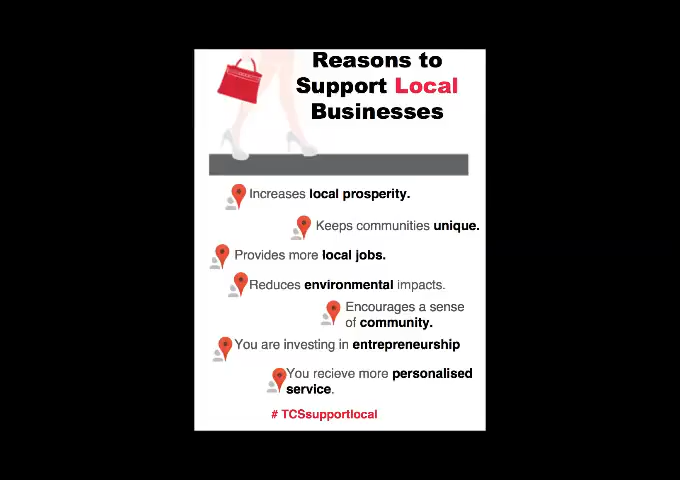 Reasons to
Support Local
Businesses
Increases local prosperity.
Keeps communities unique.
Provides more local jobs.
Reduces environmental impacts.
Encourages a sense
of community.
You are investing in entrepreneurship
You recieve more personalised
service.
# TCSsupportlocal